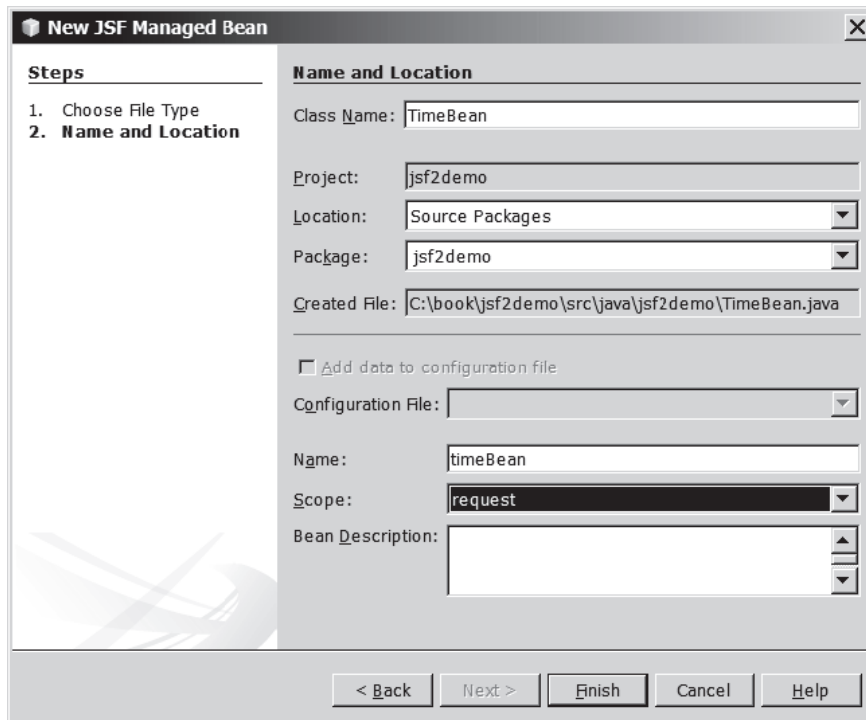 New JSF Managed Bean
Steps
1. Choose File Type
2. Name and Location
Name and Location
Class Name: TimeBean
Project: jsf2demo
Location: Source Packages
Package: jsf2demo
Created File: C:\book\jsf2demo\src\java\jsf2demo\TimeBean.java
Add data to configuration file
Configuration File:
Name: timeBean
Scope: request
Bean Description:
< Back Next > Finish Cancel Help